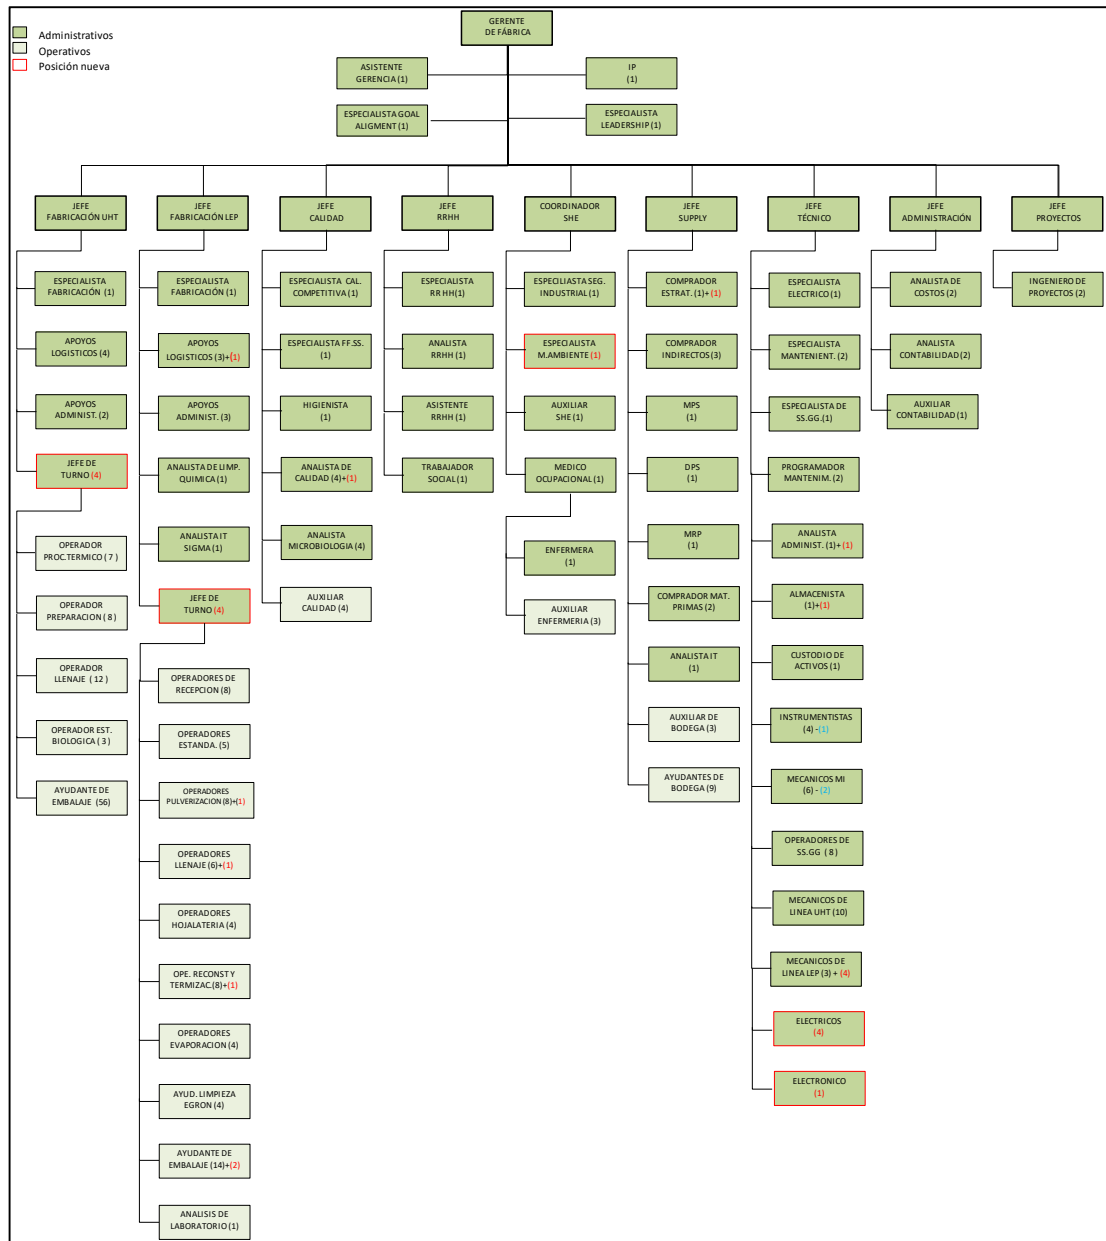 Administrativos
Operativos
Posición nueva
GERENTE
DE FÁBRICA
ASISTENTE
GERENCIA (1)
IP
(1)
ESPECIALISTA GOAL
ALIGMENT (1)
ESPECIALISTA
LEADERSHIP (1)
JEFE
FABRICACIÓN UHT
JEFE
FABRICACIÓN LEP
JEFE
CALIDAD
JEFE
RRHH
COORDINADOR
SHE
JEFE
SUPPLY
JEFE
TÉCNICO
JEFE
ADMINISTRACIÓN
JEFE
PROYECTOS
ESPECIALISTA
FABRICACIÓN (1)
APOYOS
LOGISTICOS (4)
APOYOS
ADMINIST. (2)
JEFE DE
TURNO (4)
OPERADOR
PROC.TERMICO ( 7 )
OPERADOR
PREPARACION ( 8 )
OPERADOR
LLENAJE ( 12 )
OPERADOR EST.
BIOLOGICA ( 3 )
AYUDANTE DE
EMBALAJE (56)
ESPECIALISTA
FABRICACIÓN (1)
APOYOS
LOGISTICOS (3)+(1)
APOYOS
ADMINIST. (3)
ANALISTA DE LIMP.
QUIMICA (1)
ANALISTA IT
SIGMA (1)
JEFE DE
TURNO (4)
OPERADORES DE
RECEPCION (8)
OPERADORES
ESTANDA. (5)
OPERADORES
PULVERIZACION (8)+(1)
OPERADORES
LLENAJE (6)+(1)
OPERADORES
HOJALATERIA (4)
OPE. RECONST Y
TERMIZAC.(8)+(1)
OPERADORES
EVAPORACION (4)
AYUD. LIMPIEZA
EGRON (4)
AYUDANTE DE
EMBALAJE (14)+(2)
ANALISIS DE
LABORATORIO (1)
ESPECIALISTA CAL.
COMPETITIVA (1)
ESPECIALISTA FF.SS.
(1)
HIGIENISTA
(1)
ANALISTA DE
CALIDAD (4)+(1)
ANALISTA
MICROBIOLOGIA (4)
AUXILIAR
CALIDAD (4)
ESPECIALISTA
RR HH(1)
ANALISTA
RRHH (1)
ASISTENTE
RRHH (1)
TRABAJADOR
SOCIAL (1)
ESPECILIASTA SEG.
INDUSTRIAL (1)
ESPECIALISTA
M.AMBIENTE (1)
AUXILIAR
SHE (1)
MEDICO
OCUPACIONAL (1)
ENFERMERA
(1)
AUXILIAR
ENFERMERIA (3)
COMPRADOR
ESTRAT. (1)+ (1)
COMPRADOR
INDIRECTOS (3)
MPS
(1)
DPS
(1)
MRP
(1)
COMPRADOR MAT.
PRIMAS (2)
ANALISTA IT
(1)
AUXILIAR DE
BODEGA (3)
AYUDANTES DE
BODEGA (9)
ESPECIALISTA
ELECTRICO (1)
ESPECIALISTA
MANTENIENT. (2)
ESPECIALISTA DE
SS.GG.(1)
PROGRAMADOR
MANTENIM. (2)
ANALISTA
ADMINIST. (1)+ (1)
ALMACENISTA
(1)+(1)
CUSTODIO DE
ACTIVOS (1)
INSTRUMENTISTAS
(4) -(1)
MECANICOS MI
(6) - (2)
OPERADORES DE
SS.GG ( 8 )
MECANICOS DE
LINEA UHT (10)
MECANICOS DE
LINEA LEP (3) + (4)
ELECTRICOS
(4)
ELECTRONICO
(1)
ANALISTA DE
COSTOS (2)
ANALISTA
CONTABILIDAD (2)
AUXILIAR
CONTABILIDAD (1)
INGENIERO DE
PROYECTOS (2)